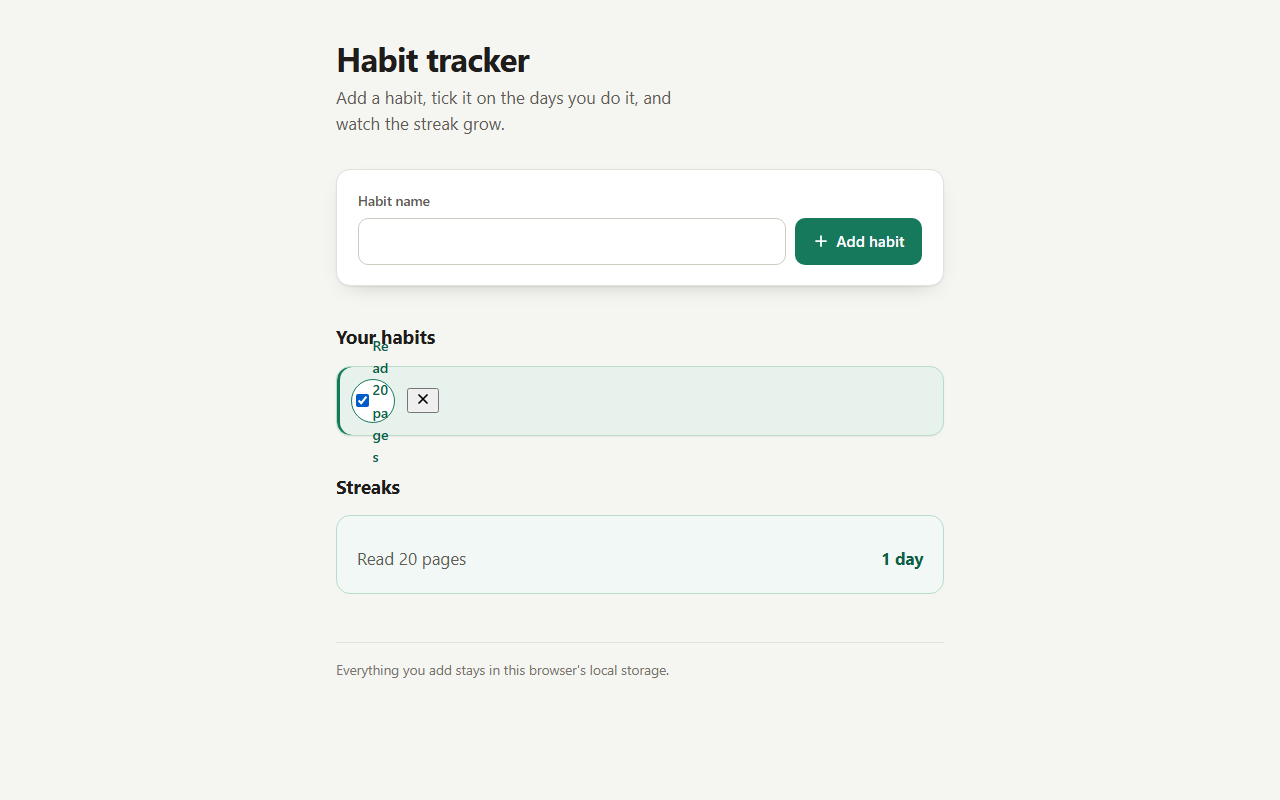 Habit tracker
Add a habit, tick it on the days you do it, and
watch the streak grow.
Habit name
+ Add habit
Your habits
Re
ad
20
pa
ge
s
✕
Streaks
Read 20 pages
1 day
Everything you add stays in this browser's local storage.